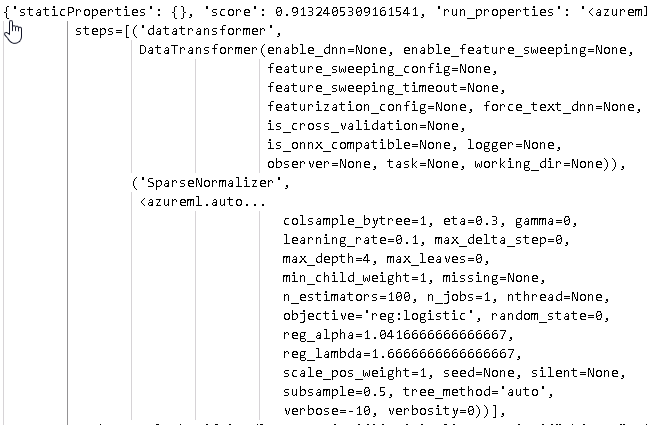 {'staticProperties': {}, 'score': 0.9132405309161541, 'run_properties': '<azureml
steps=[('datatransformer',
DataTransformer(enable_dnn=None, enable_feature_sweeping=None,
feature_sweeping_config=None,
feature_sweeping_timeout=None,
featurization_config=None, force_text_dnn=None,
is_cross_validation=None,
is_onnx_compatible=None, logger=None,
observer=None, task=None, working_dir=None)),
('SparseNormalizer',
<azureml.auto...
colsample_bytree=1, eta=0.3, gamma=0,
learning_rate=0.1, max_delta_step=0,
max_depth=4, max_leaves=0,
min_child_weight=1, missing=None,
n_estimators=100, n_jobs=1, nthread=None,
objective='reg:logistic', random_state=0,
reg_alpha=1.0416666666666667,
reg_lambda=1.6666666666666667,
scale_pos_weight=1, seed=None, silent=None,
subsample=0.5, tree_method='auto',
verbose=-10, verbosity=0))],